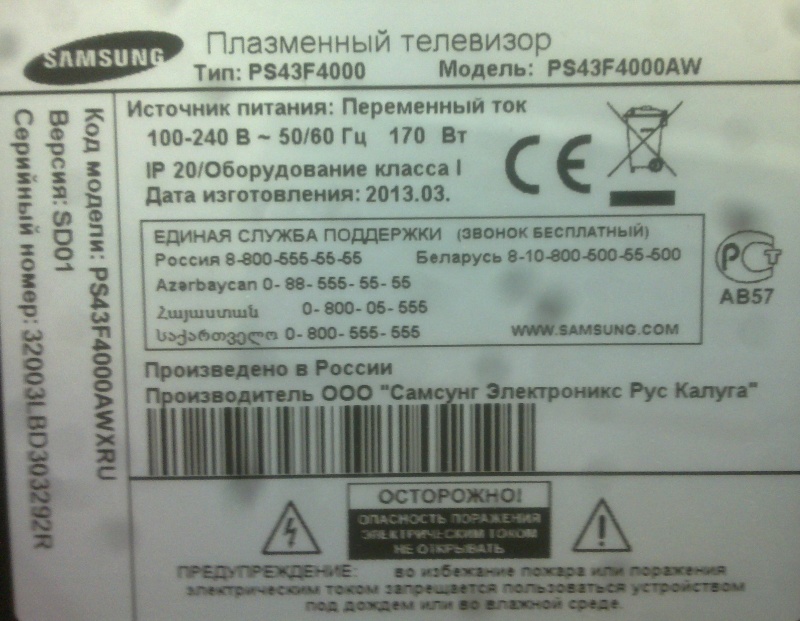 SAMSUNG
Плазменный телевизор
Тип: PS43F4000 Модель: PS43F4000AW
Код модели: PS43F4000AWXRU
Версия: SD01
Серийный номер: 32003LBD303292R
Источник питания: Переменный ток
100-240 В ~ 50/60 Гц 170 Вт
IP 20/Оборудование класса I
Дата изготовления: 2013.03.
CE
ЕДИНАЯ СЛУЖБА ПОДДЕРЖКИ (ЗВОНОК БЕСПЛАТНЫЙ)
Россия 8-800-555-55-55 Беларусь 8-10-800-500-55-500
Azərbaycan 0- 88- 555- 55- 55
Հայաստան 0- 800- 05- 555
საქართველო 0- 800- 555- 555
WWW.SAMSUNG.COM
РСТ
АВ57
Произведено в России
Производитель ООО "Самсунг Электроникс Рус Калуга"
ОСТОРОЖНО!
ОПАСНОСТЬ ПОРАЖЕНИЯ
ЭЛЕКТРИЧЕСКИМ ТОКОМ
НЕ ОТКРЫВАТЬ
ПРЕДУПРЕЖДЕНИЕ: во избежание пожара или поражения
электрическим током запрещается пользоваться устройством
под дождем или во влажной среде.